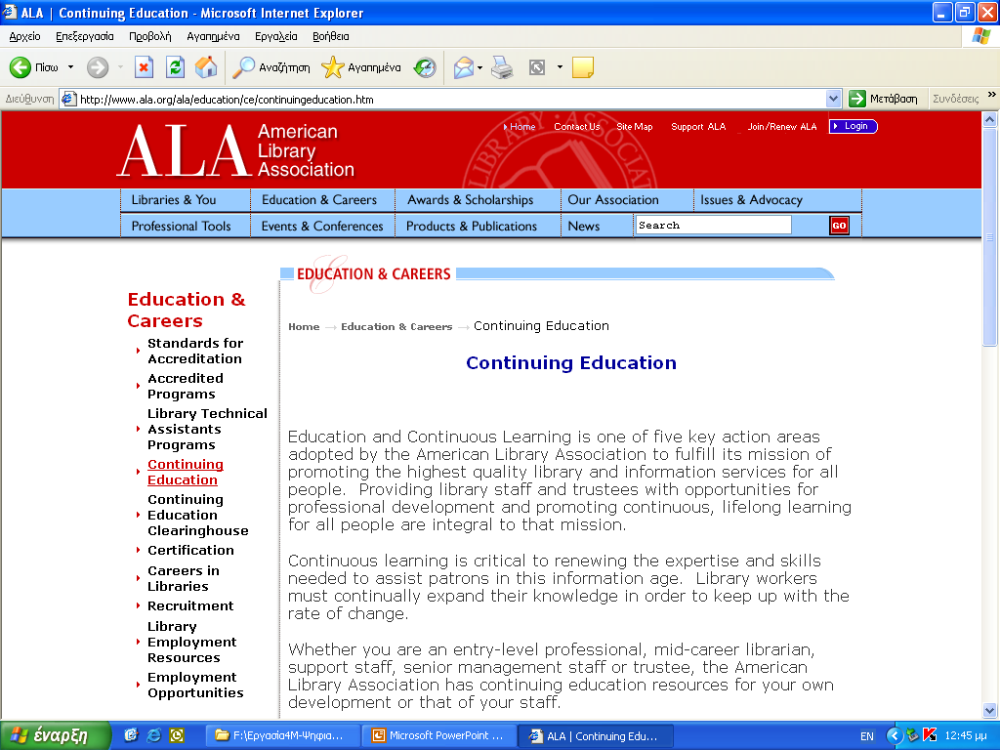 ALA | Continuing Education - Microsoft Internet Explorer
Αρχείο Επεξεργασία Προβολή Αγαπημένα Εργαλεία Βοήθεια
Πίσω Αναζήτηση Αγαπημένα
Διεύθυνση http://www.ala.org/ala/education/ce/continuingeducation.htm Μετάβαση Συνδέσεις »
Home Contact Us Site Map Support ALA Join/Renew ALA Login
ALA American
Library
Association
LIBRARY · ASSOCIATION
Libraries & You Education & Careers Awards & Scholarships Our Association Issues & Advocacy
Professional Tools Events & Conferences Products & Publications News Search GO
EDUCATION & CAREERS
Education &
Careers
Standards for
Accreditation
Accredited
Programs
Library Technical
Assistants
Programs
Continuing
Education
Continuing
Education
Clearinghouse
Certification
Careers in
Libraries
Recruitment
Library
Employment
Resources
Employment
Opportunities
Home → Education & Careers → Continuing Education
Continuing Education
Education and Continuous Learning is one of five key action areas
adopted by the American Library Association to fulfill its mission of
promoting the highest quality library and information services for all
people. Providing library staff and trustees with opportunities for
professional development and promoting continuous, lifelong learning
for all people are integral to that mission.
Continuous learning is critical to renewing the expertise and skills
needed to assist patrons in this information age. Library workers
must continually expand their knowledge in order to keep up with the
rate of change.
Whether you are an entry-level professional, mid-career librarian,
support staff, senior management staff or trustee, the American
Library Association has continuing education resources for your own
development or that of your staff.
έναρξη F:\Εργασία4Μ-Ψηφια... Microsoft PowerPoint ... ALA | Continuing Edu... EN 12:45 μμ